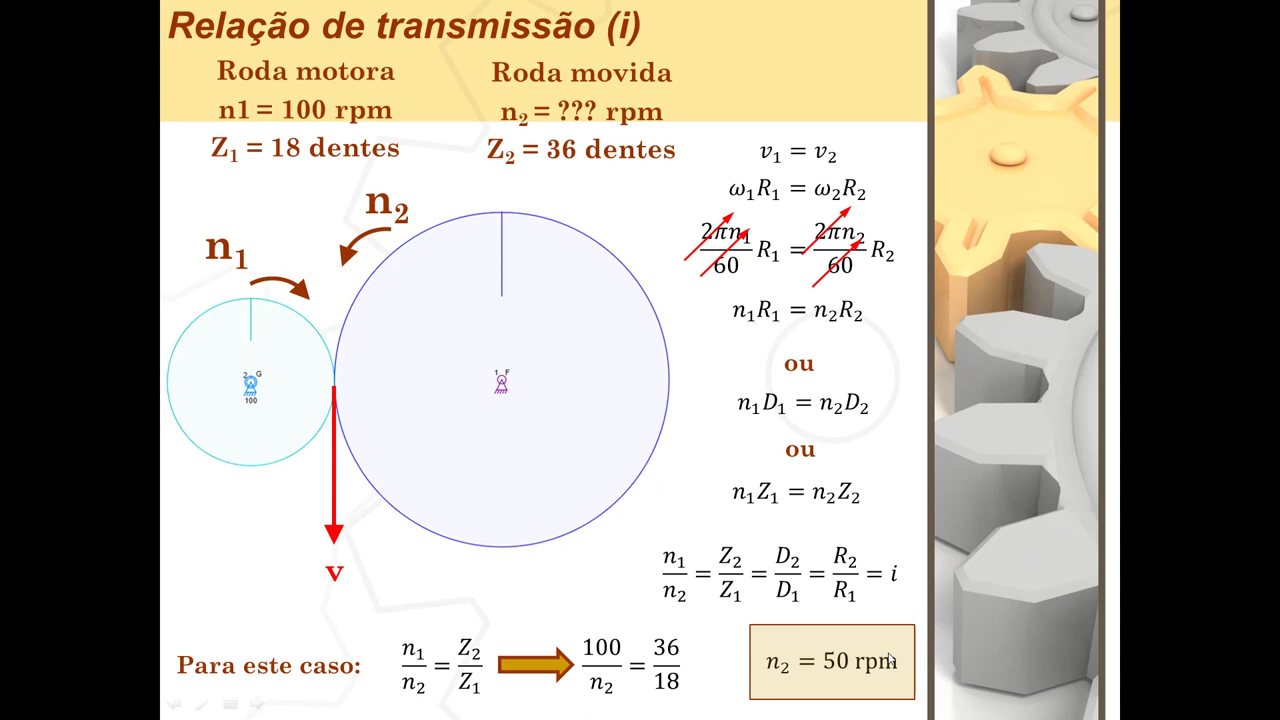 Relação de transmissão (i)
Roda motora
n1 = 100 rpm
Z₁ = 18 dentes
Roda movida
n₂ = ??? rpm
Z₂ = 36 dentes
n₁
n₂
2 G
100
1 F
v
v₁ = v₂
ω₁R₁ = ω₂R₂
2πn₁/60 R₁ = 2πn₂/60 R₂
n₁R₁ = n₂R₂
ou
n₁D₁ = n₂D₂
ou
n₁Z₁ = n₂Z₂
n₁/n₂ = Z₂/Z₁ = D₂/D₁ = R₂/R₁ = i
Para este caso: n₁/n₂ = Z₂/Z₁ 100/n₂ = 36/18
n₂ = 50 rpm